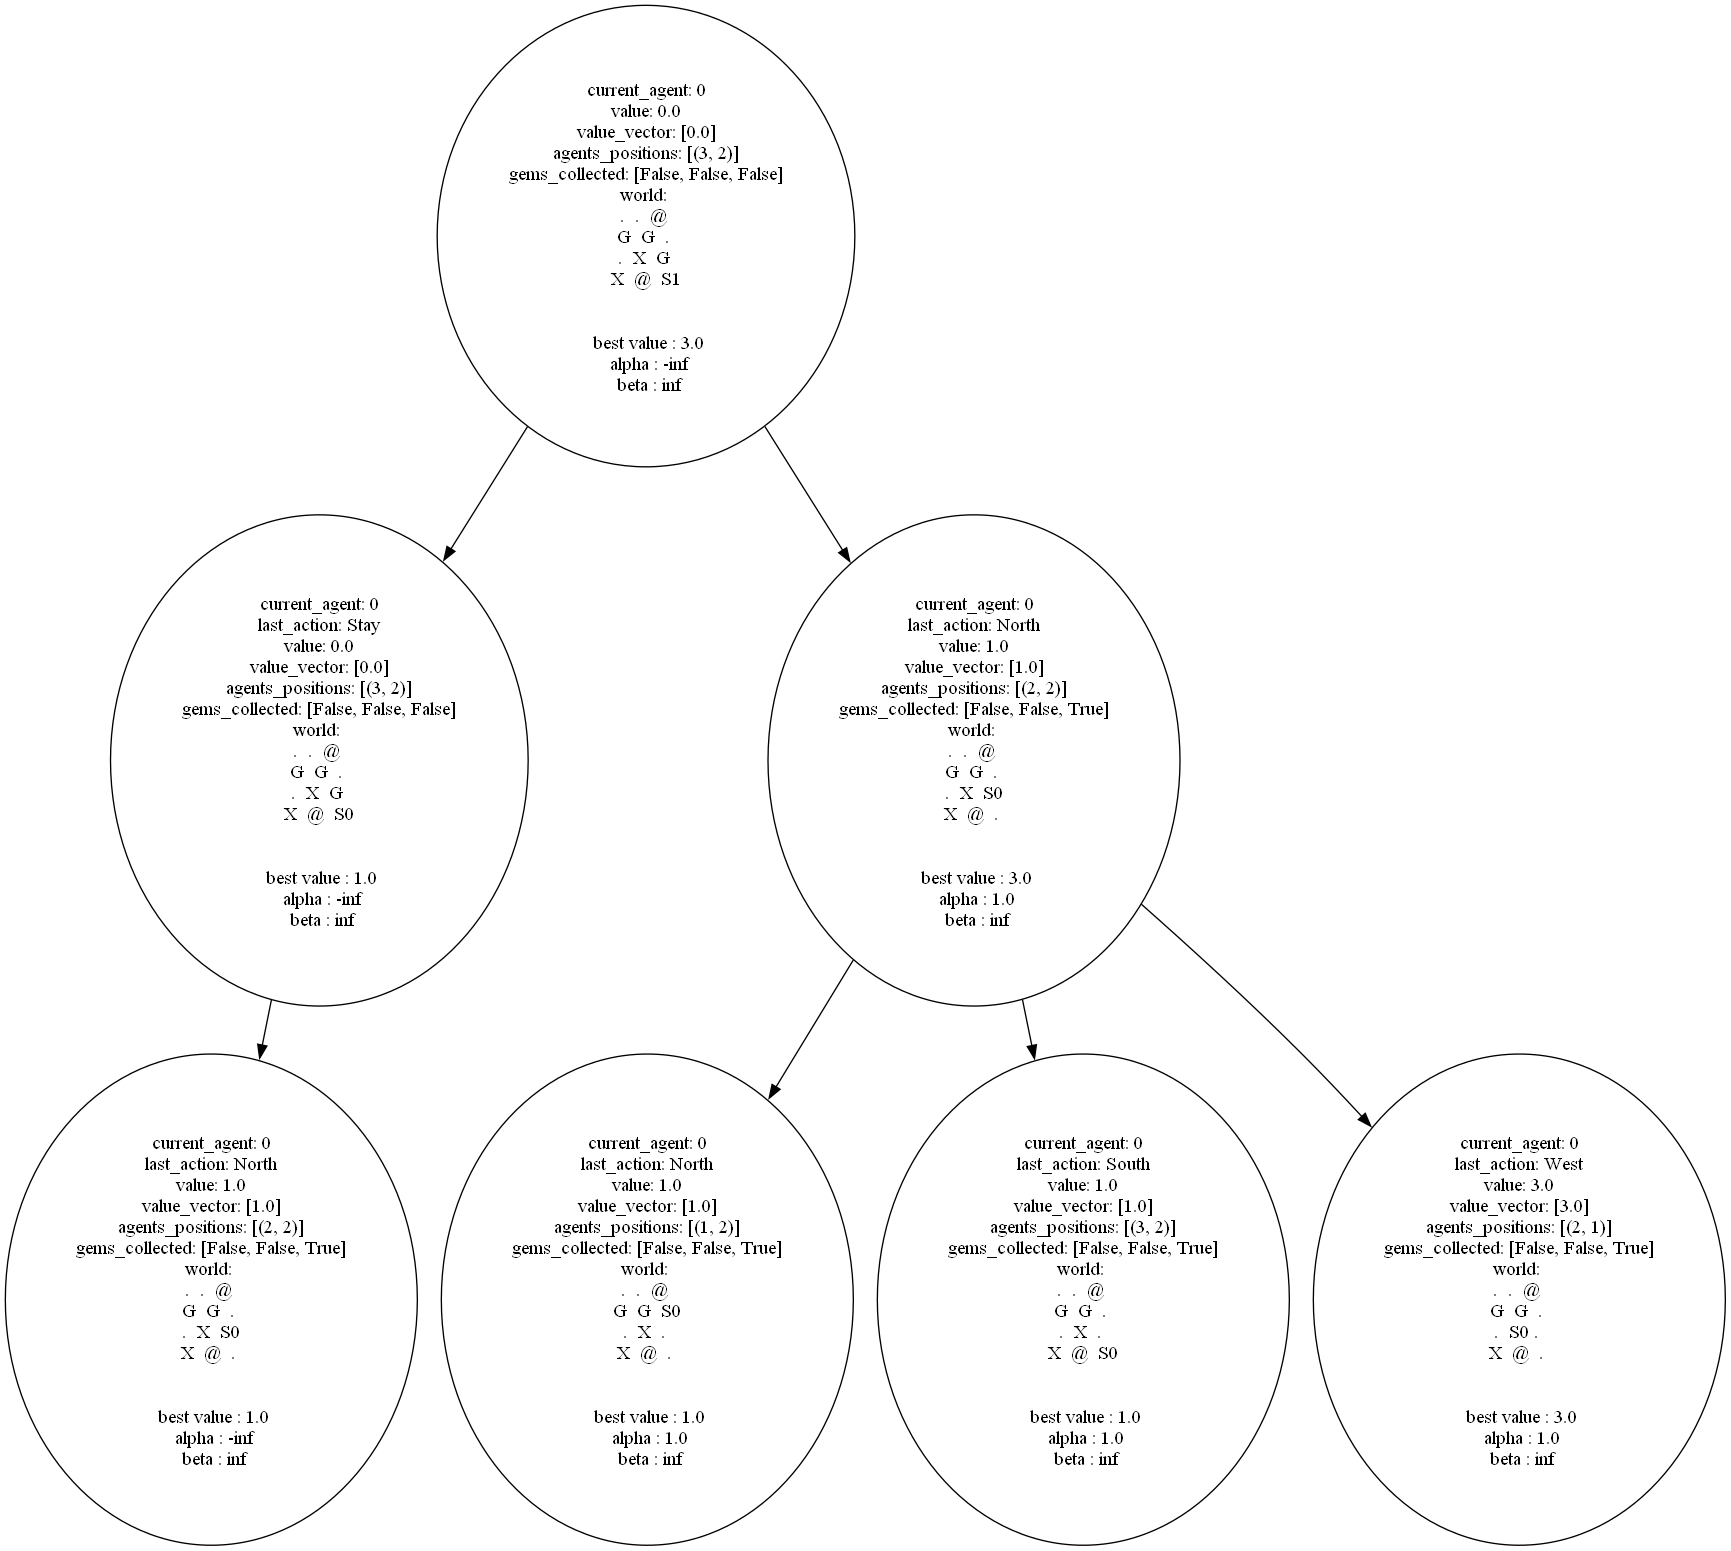 current_agent: 0
value: 0.0
value_vector: [0.0]
agents_positions: [(3, 2)]
gems_collected: [False, False, False]
world:
. . @
G G .
. X G
X @ S1
best value : 3.0
alpha : -inf
beta : inf
current_agent: 0
last_action: Stay
value: 0.0
value_vector: [0.0]
agents_positions: [(3, 2)]
gems_collected: [False, False, False]
world:
. . @
G G .
. X G
X @ S0
best value : 1.0
alpha : -inf
beta : inf
current_agent: 0
last_action: North
value: 1.0
value_vector: [1.0]
agents_positions: [(2, 2)]
gems_collected: [False, False, True]
world:
. . @
G G .
. X S0
X @ .
best value : 3.0
alpha : 1.0
beta : inf
current_agent: 0
last_action: North
value: 1.0
value_vector: [1.0]
agents_positions: [(2, 2)]
gems_collected: [False, False, True]
world:
. . @
G G .
. X S0
X @ .
best value : 1.0
alpha : -inf
beta : inf
current_agent: 0
last_action: North
value: 1.0
value_vector: [1.0]
agents_positions: [(1, 2)]
gems_collected: [False, False, True]
world:
. . @
G G S0
. X .
X @ .
best value : 1.0
alpha : 1.0
beta : inf
current_agent: 0
last_action: South
value: 1.0
value_vector: [1.0]
agents_positions: [(3, 2)]
gems_collected: [False, False, True]
world:
. . @
G G .
. X .
X @ S0
best value : 1.0
alpha : 1.0
beta : inf
current_agent: 0
last_action: West
value: 3.0
value_vector: [3.0]
agents_positions: [(2, 1)]
gems_collected: [False, False, True]
world:
. . @
G G .
. S0 .
X @ .
best value : 3.0
alpha : 1.0
beta : inf